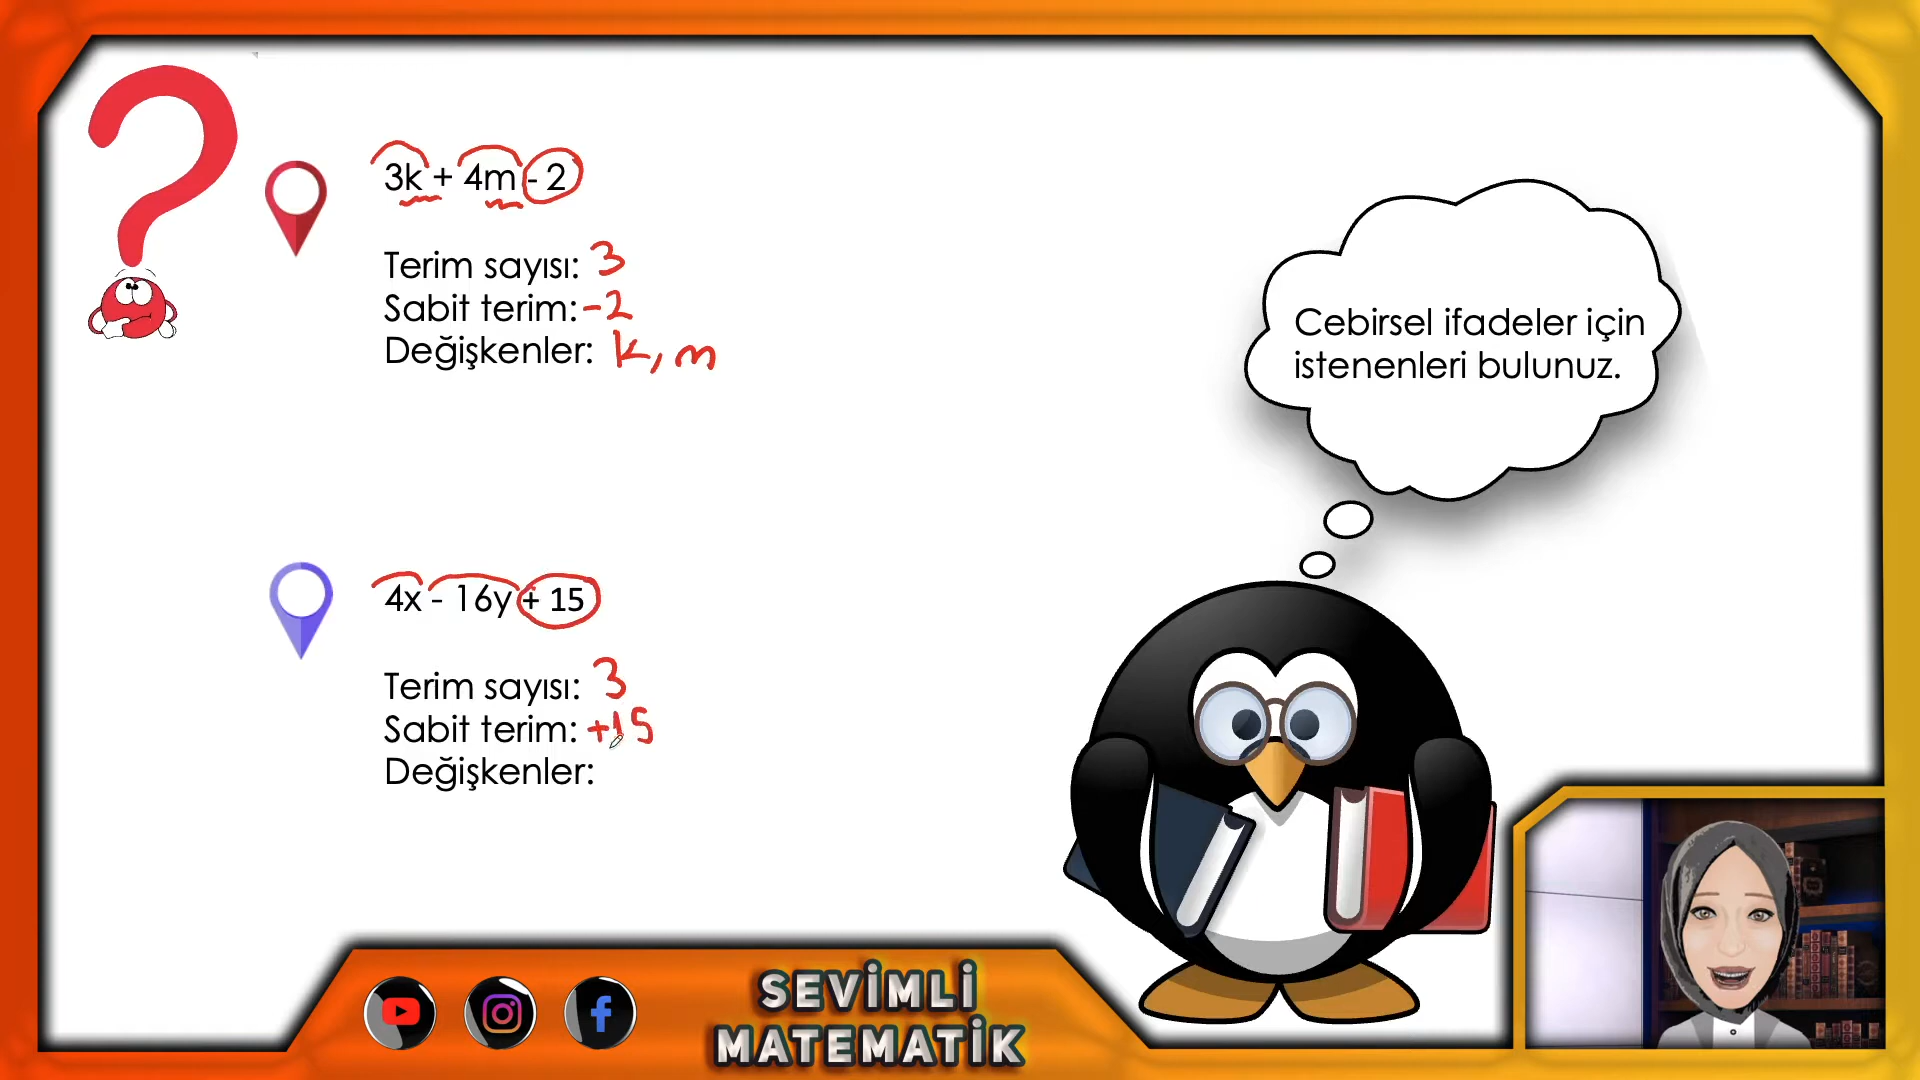 3k + 4m - 2
Terim sayısı: 3
Sabit terim: -2
Değişkenler: k, m
Cebirsel ifadeler için
istenenleri bulunuz.
4x - 16y + 15
Terim sayısı: 3
Sabit terim: +15
Değişkenler:
SEVİMLİ
MATEMATİK